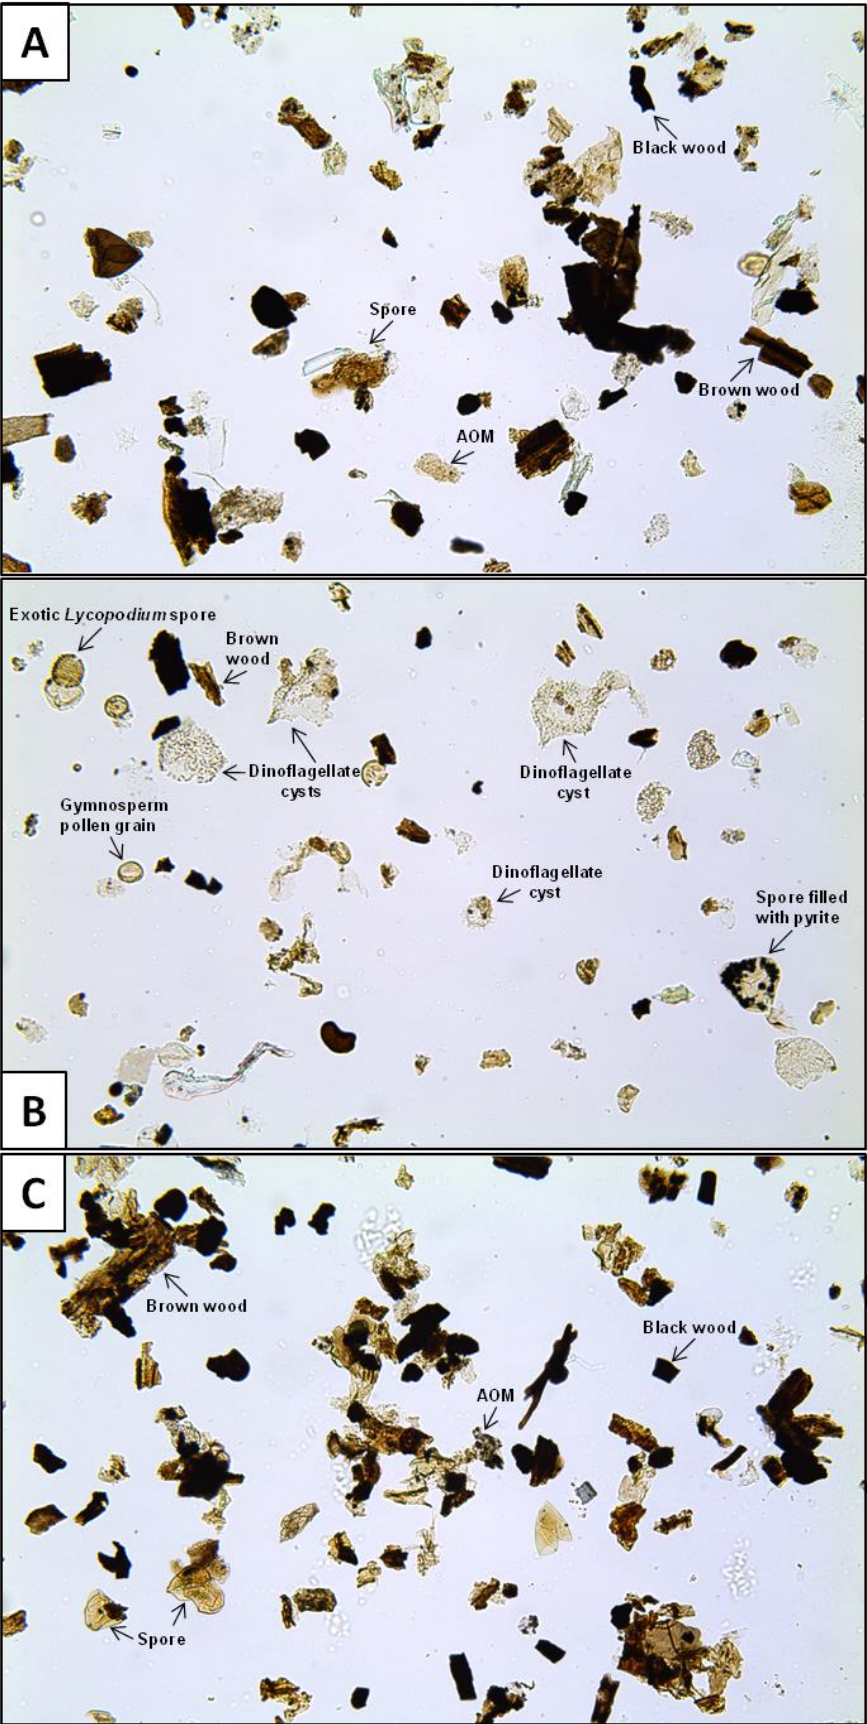 A
Black wood
Spore
Brown wood
AOM
Exotic Lycopodium spore
Brown
wood
Dinoflagellate
cysts
Dinoflagellate
cyst
Gymnosperm
pollen grain
Dinoflagellate
cyst
Spore filled
with pyrite
B
C
Brown wood
Black wood
AOM
Spore